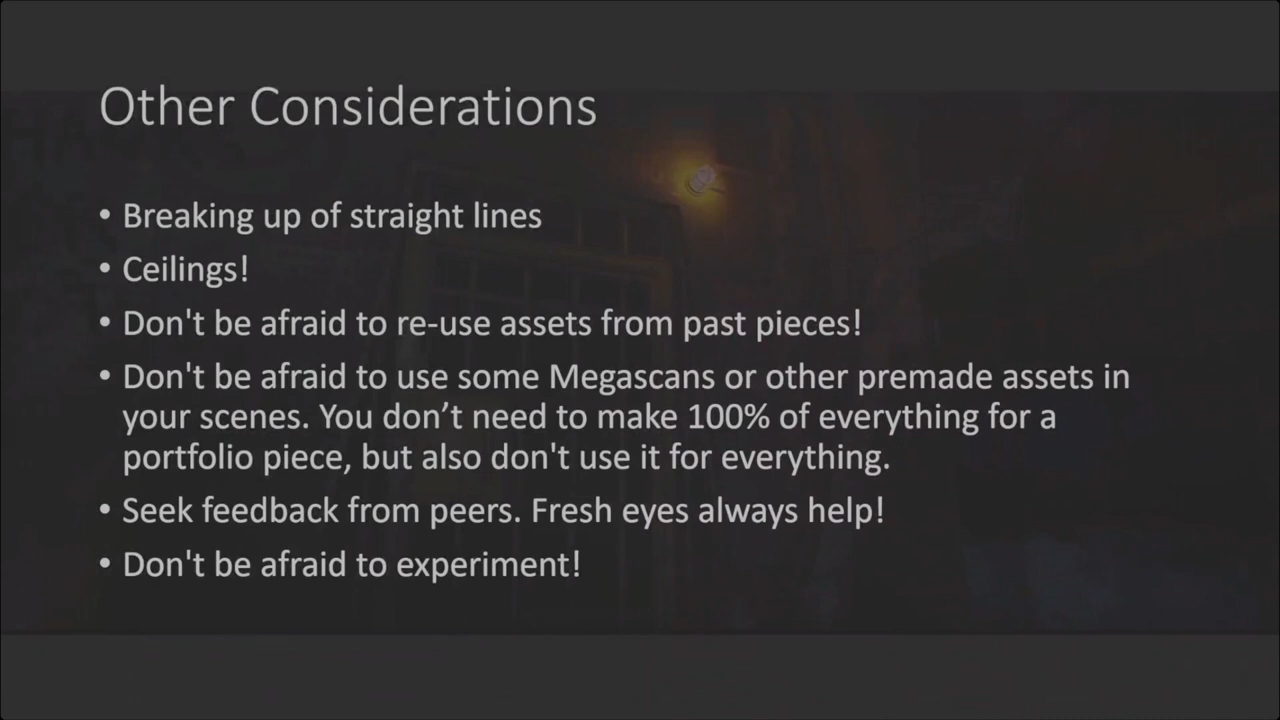 Other Considerations
• Breaking up of straight lines
• Ceilings!
• Don't be afraid to re-use assets from past pieces!
• Don't be afraid to use some Megascans or other premade assets in
your scenes. You don’t need to make 100% of everything for a
portfolio piece, but also don't use it for everything.
• Seek feedback from peers. Fresh eyes always help!
• Don't be afraid to experiment!